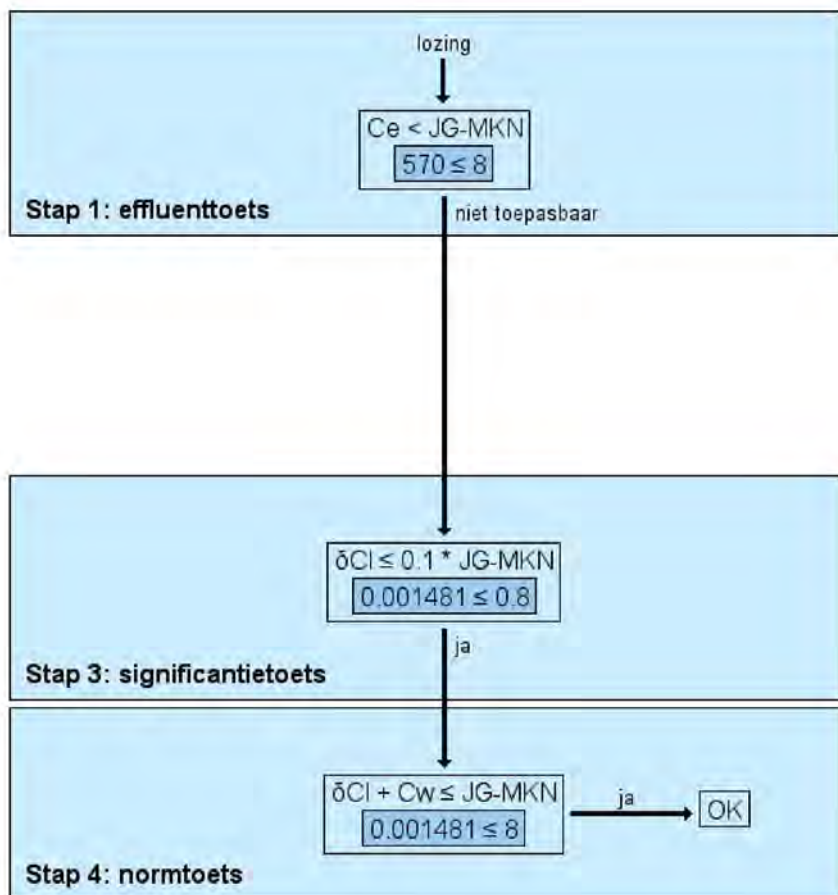 lozing
Ce < JG-MKN
570 ≤ 8
Stap 1: effluenttoets
niet toepasbaar
δCl ≤ 0.1 * JG-MKN
0.001481 ≤ 0.8
ja
Stap 3: significantietoets
δCl + Cw ≤ JG-MKN
0.001481 ≤ 8
ja
OK
Stap 4: normtoets